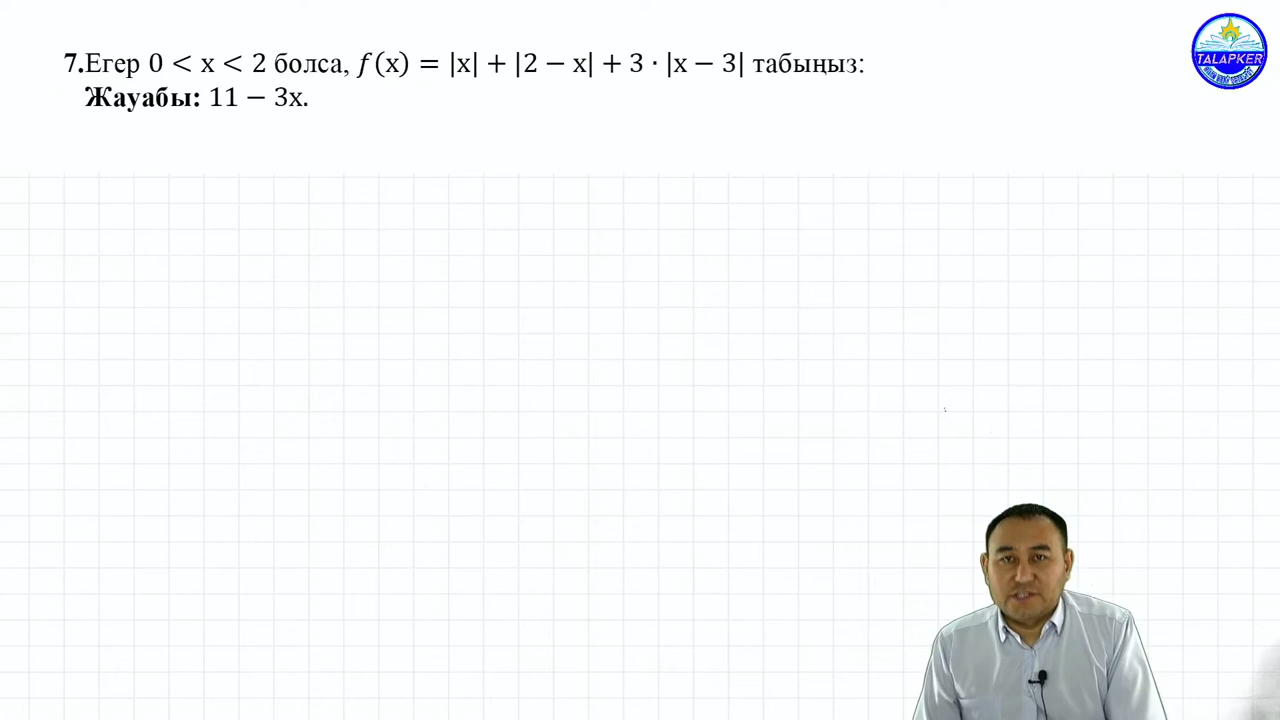 7.Егер 0 < x < 2 болса, f(x) = |x| + |2 − x| + 3 · |x − 3| табыңыз:
Жауабы: 11 − 3x.
TALAPKER